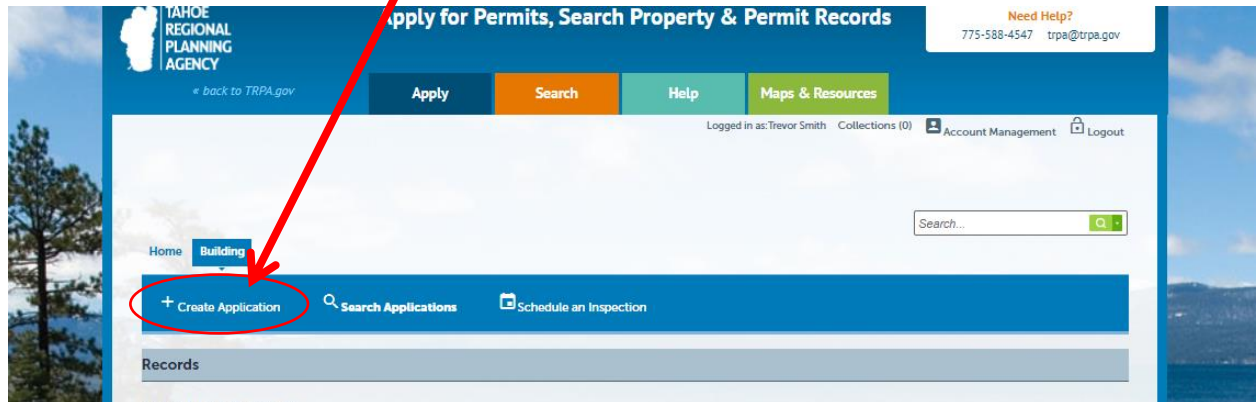 TAHOE
REGIONAL
PLANNING
AGENCY
Apply for Permits, Search Property & Permit Records
Need Help?
775-588-4547 trpa@trpa.gov
« back to TRPA.gov
Apply
Search
Help
Maps & Resources
Logged in as:Trevor Smith Collections (0) Account Management Logout
Search...
Home Building
+ Create Application Search Applications Schedule an Inspection
Records